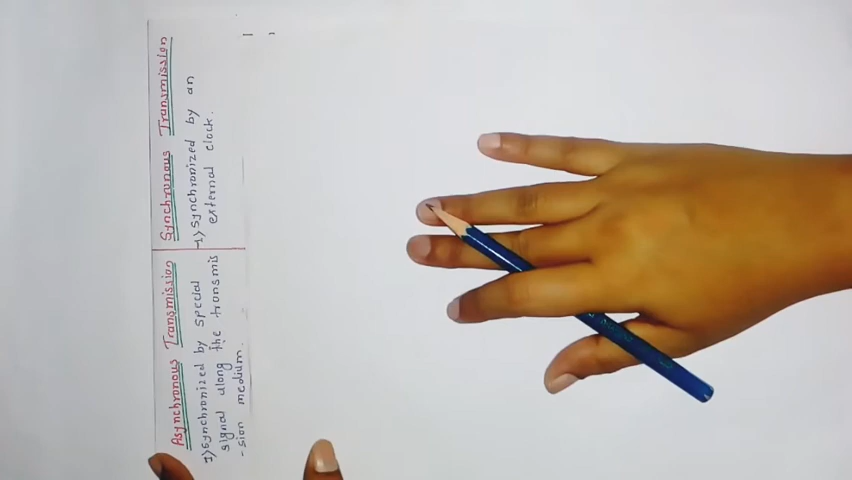 Asynchronous Transmission
1) Synchronized by special
signal along the transmis
-sion medium.
Synchronous Transmission
1) Synchronized by an
external clock.